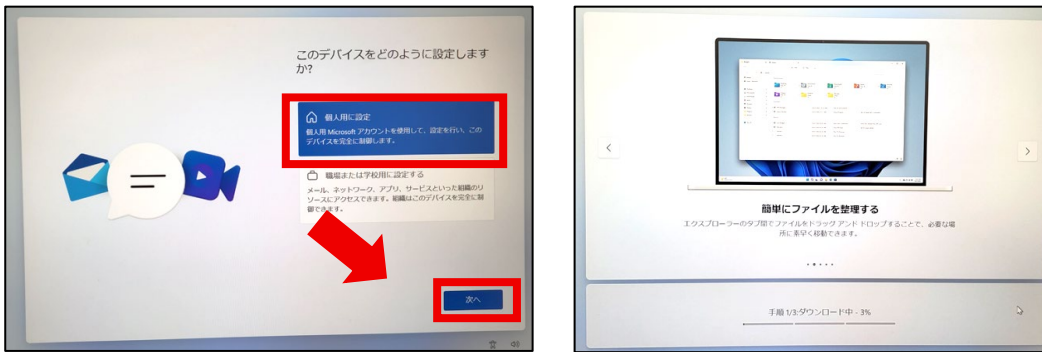 このデバイスをどのように設定します
か?
個人用に設定
個人用 Microsoft アカウントを使用して、設定を行い、この
デバイスを完全に制御します。
職場または学校用に設定する
メール、ネットワーク、アプリ、サービスといった組織のリ
ソースにアクセスできます。組織はこのデバイスを完全に制
御できます。
次へ
簡単にファイルを整理する
エクスプローラーのタブ間でファイルをドラッグ アンド ドロップすることで、必要な場
所に素早く移動できます。
手順 1/3:ダウンロード中 - 3%